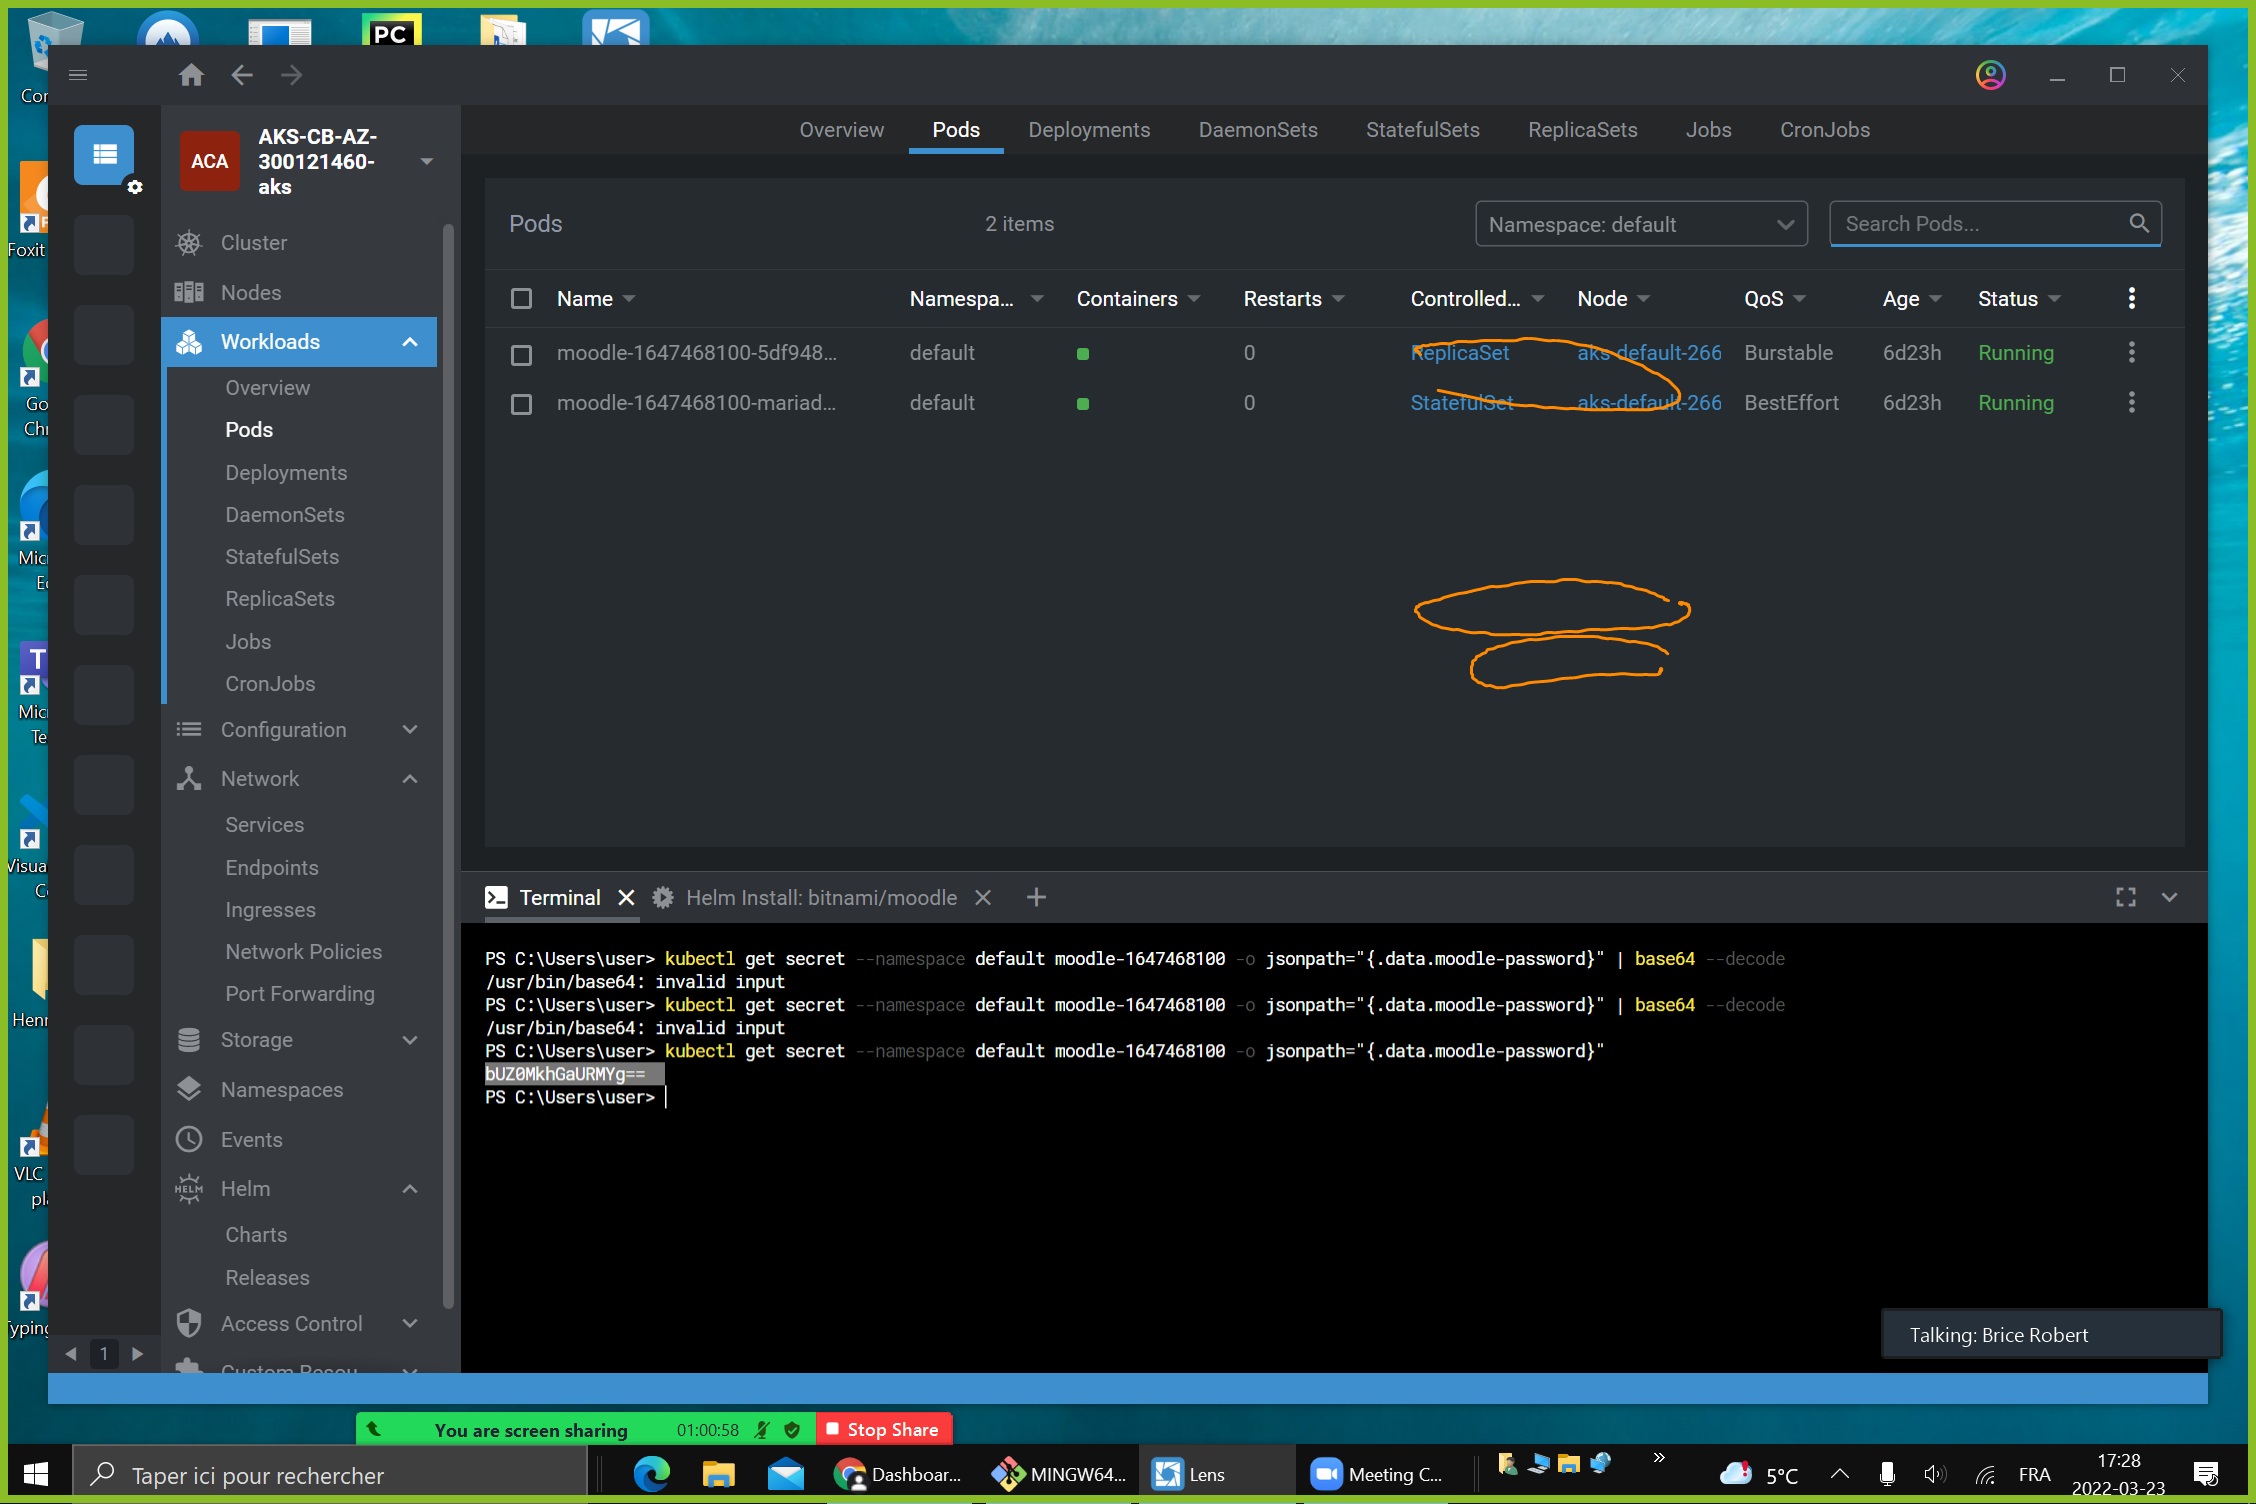 PC
Cor
AKS-CB-AZ-
300121460-
aks
ACA
Overview Pods Deployments DaemonSets StatefulSets ReplicaSets Jobs CronJobs
Foxit
Cluster
Pods 2 items Namespace: default Search Pods...
Nodes
Name Namespa... Containers Restarts Controlled... Node QoS Age Status
Workloads
moodle-1647468100-5df948... default 0 ReplicaSet aks-default-266 Burstable 6d23h Running
Overview
Go
Chr
moodle-1647468100-mariad... default 0 StatefulSet aks-default-266 BestEffort 6d23h Running
Pods
Deployments
DaemonSets
Mic
StatefulSets
ReplicaSets
Jobs
T
CronJobs
Mic
Te
Configuration
Network
Services
Visua
Endpoints
Ingresses
Network Policies
Port Forwarding
Henr
Storage
Namespaces
Events
VLC
pla
HELM
Helm
Charts
Releases
Typing
Access Control
Custom Resou
1
Terminal Helm Install: bitnami/moodle
PS C:\Users\user> kubectl get secret --namespace default moodle-1647468100 -o jsonpath="{.data.moodle-password}" | base64 --decode
/usr/bin/base64: invalid input
PS C:\Users\user> kubectl get secret --namespace default moodle-1647468100 -o jsonpath="{.data.moodle-password}" | base64 --decode
/usr/bin/base64: invalid input
PS C:\Users\user> kubectl get secret --namespace default moodle-1647468100 -o jsonpath="{.data.moodle-password}"
bUZ0MkhGaURMYg==
PS C:\Users\user>
Talking: Brice Robert
You are screen sharing 01:00:58 Stop Share
Taper ici pour rechercher
Dashboar... MINGW64... Lens Meeting C...
5°C FRA
17:28
2022-03-23